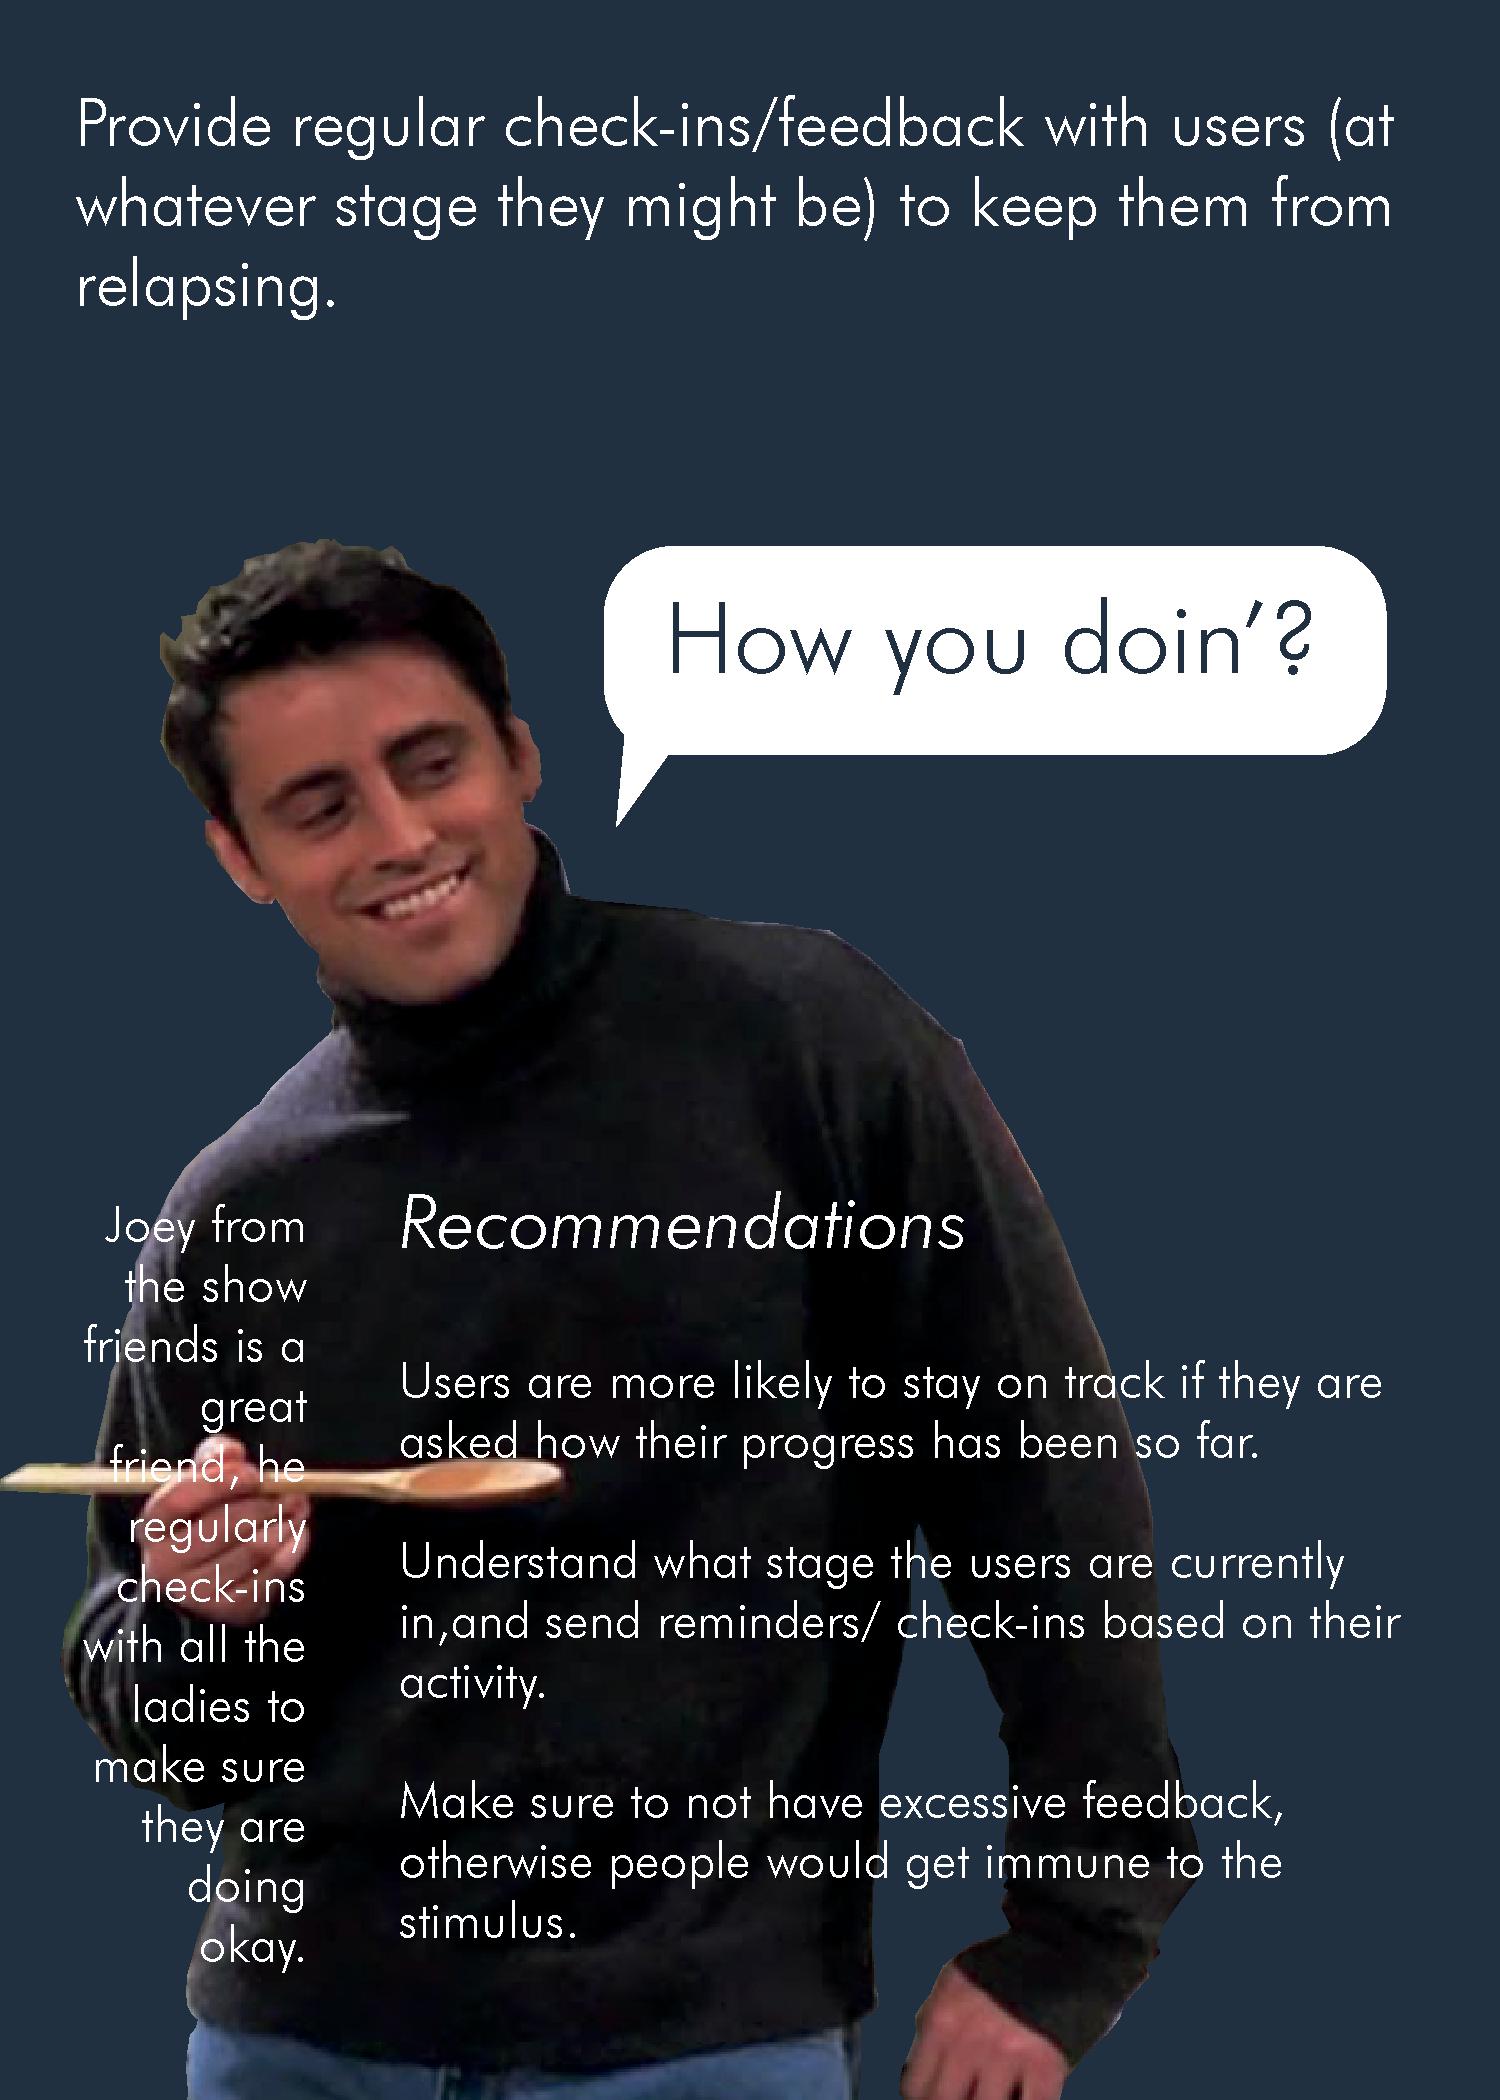 Provide regular check-ins/feedback with users (at
whatever stage they might be) to keep them from
relapsing.
How you doin’?
Joey from
the show
friends is a
great
friend, he
regularly
check-ins
with all the
ladies to
make sure
they are
doing
okay.
Recommendations
Users are more likely to stay on track if they are
asked how their progress has been so far.
Understand what stage the users are currently
in,and send reminders/ check-ins based on their
activity.
Make sure to not have excessive feedback,
otherwise people would get immune to the
stimulus.